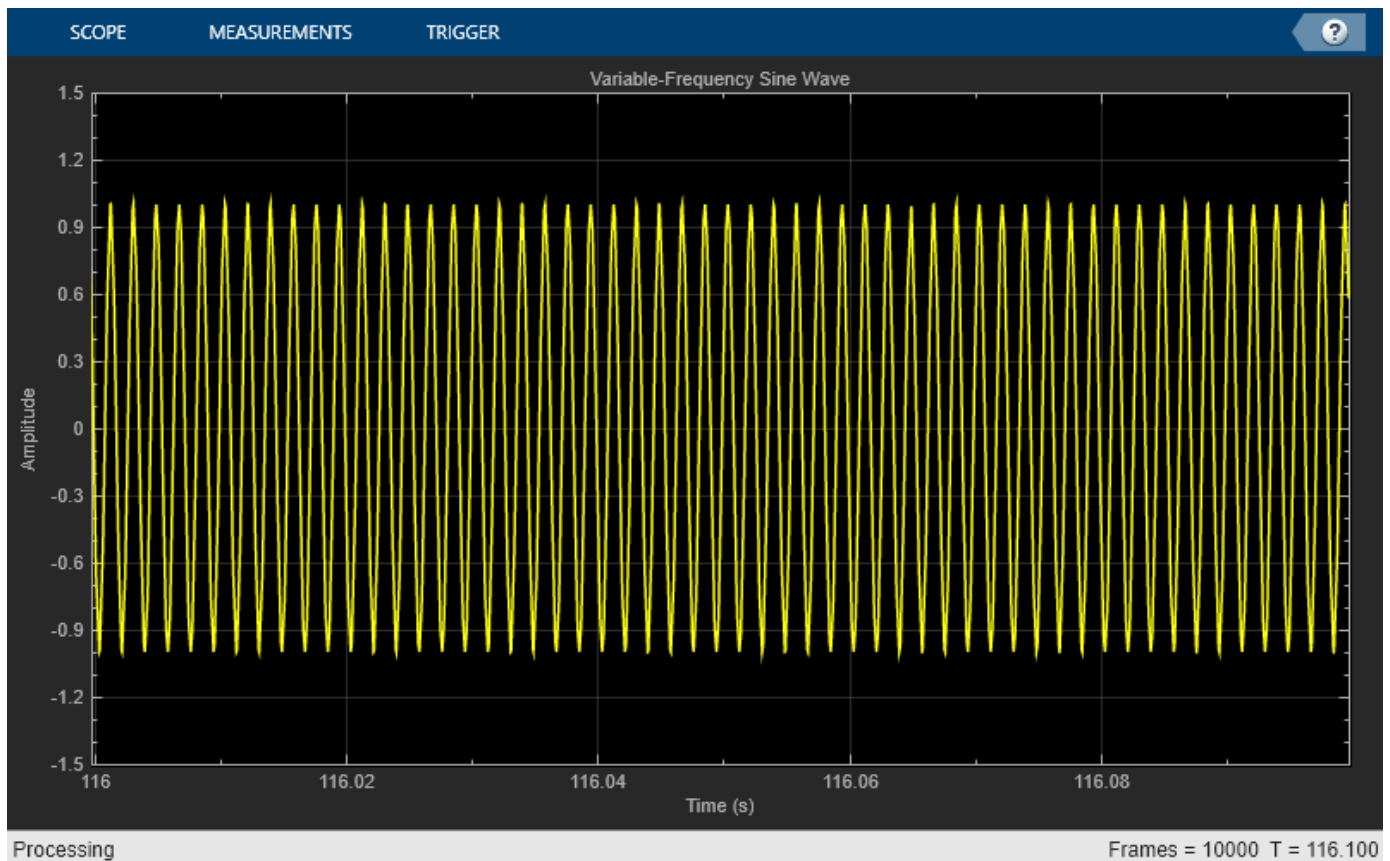 SCOPE MEASUREMENTS TRIGGER ?
Variable-Frequency Sine Wave
1.5
1.2
0.9
0.6
0.3
0
-0.3
-0.6
-0.9
-1.2
-1.5
Amplitude
116 116.02 116.04 116.06 116.08
Time (s)
Processing Frames = 10000 T = 116.100